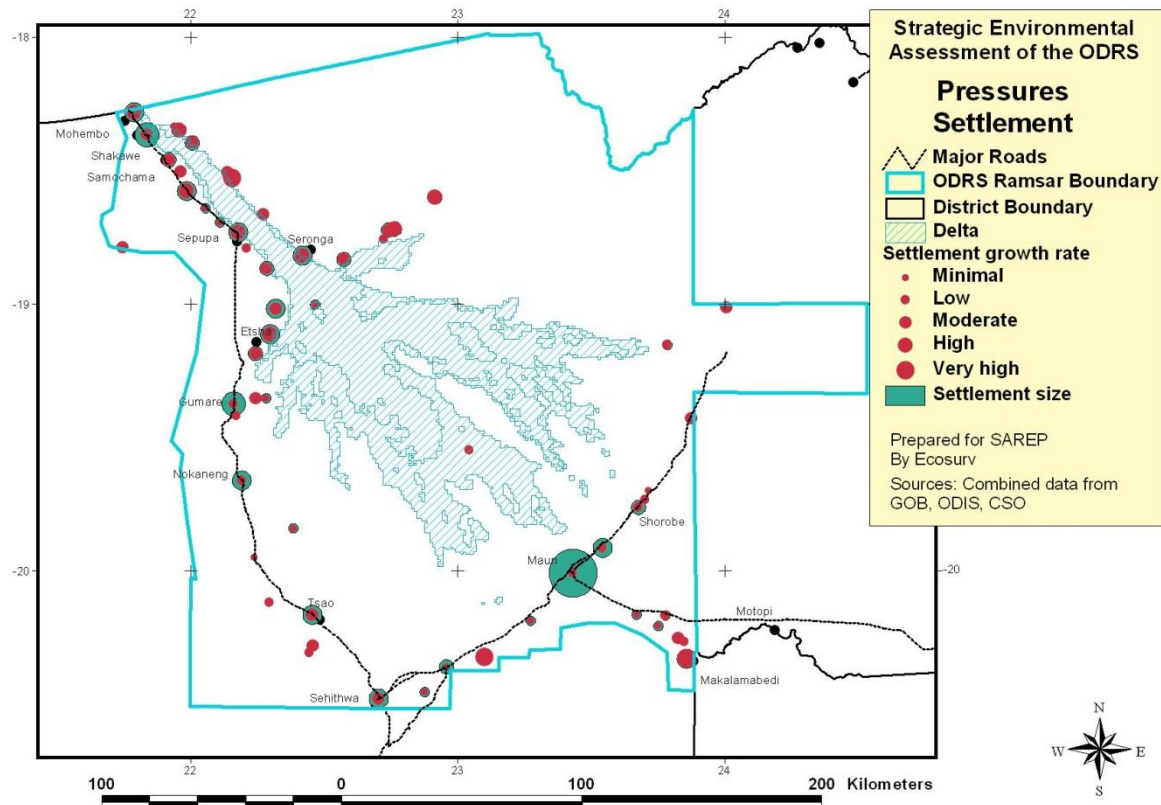 22
23
24
-18
Mohembo
Shakawe
Samochama
Sepupa
Seronga
-19
Etsha
Gumare
Nokaneng
Shorobe
-20
Maun
-20
Tsao
Motopi
Sehithwa
Makalamabedi
22
23
24
100 0 100 200 Kilometers
Strategic Environmental
Assessment of the ODRS
Pressures
Settlement
Major Roads
ODRS Ramsar Boundary
District Boundary
Delta
Settlement growth rate
Minimal
Low
Moderate
High
Very high
Settlement size
Prepared for SAREP
By Ecosurv
Sources: Combined data from
GOB, ODIS, CSO
N
W E
S